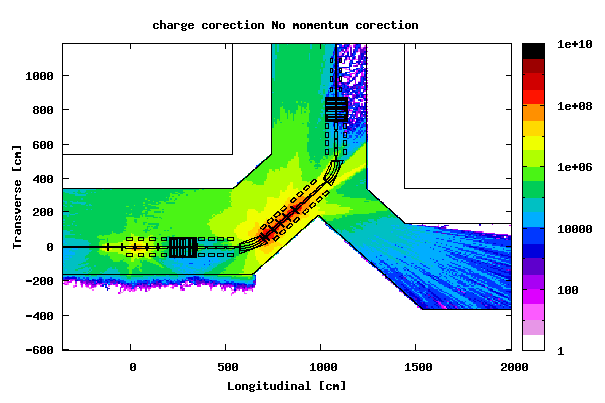 charge corection No momentum corection
1000
800
600
400
200
0
-200
-400
-600
Transverse [cm]
0
500
1000
1500
2000
Longitudinal [cm]
1e+10
1e+08
1e+06
10000
100
1